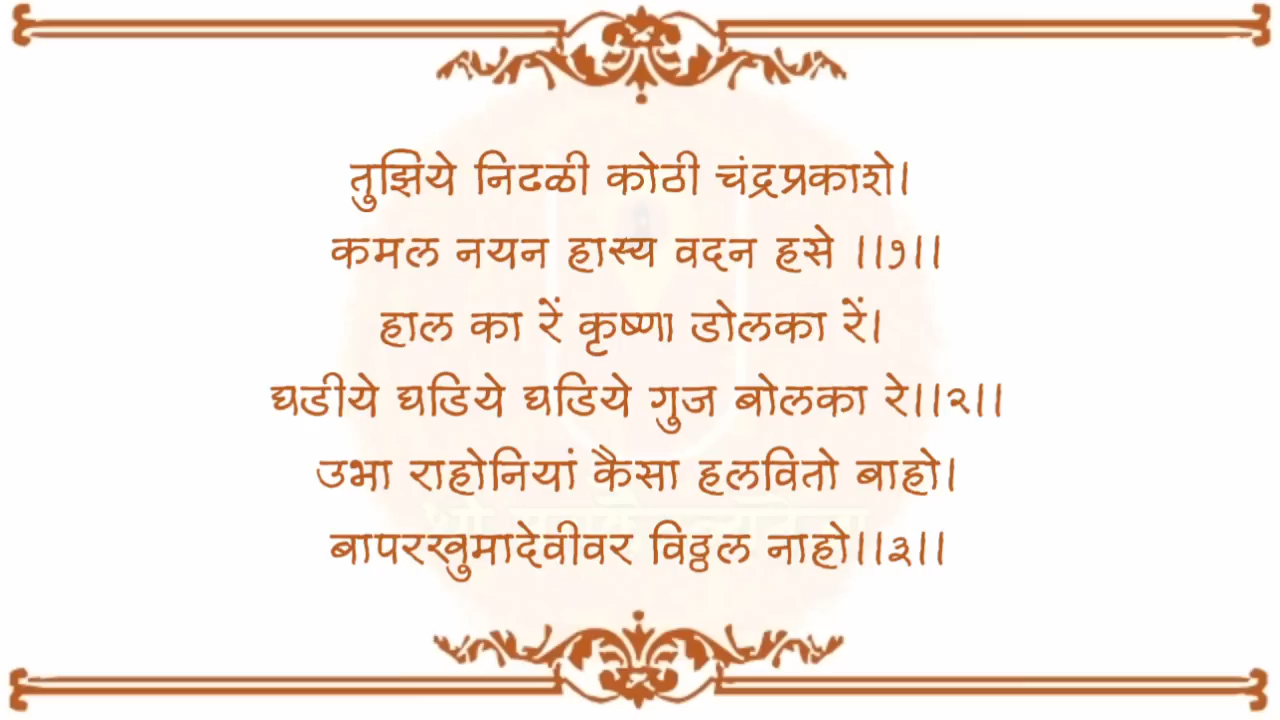 तुझिये निढळी कोठी चंद्रप्रकाशे।
कमल नयन हास्य वदन हसे ।।१।।
हाल का रें कृष्णा डोलका रें।
घडीये घडिये घडिये गुज बोलका रे।।२।।
उभा राहोनियां कैसा हलवितो बाहो।
बापरखुमादेवीवर विठ्ठल नाहो।।३।।